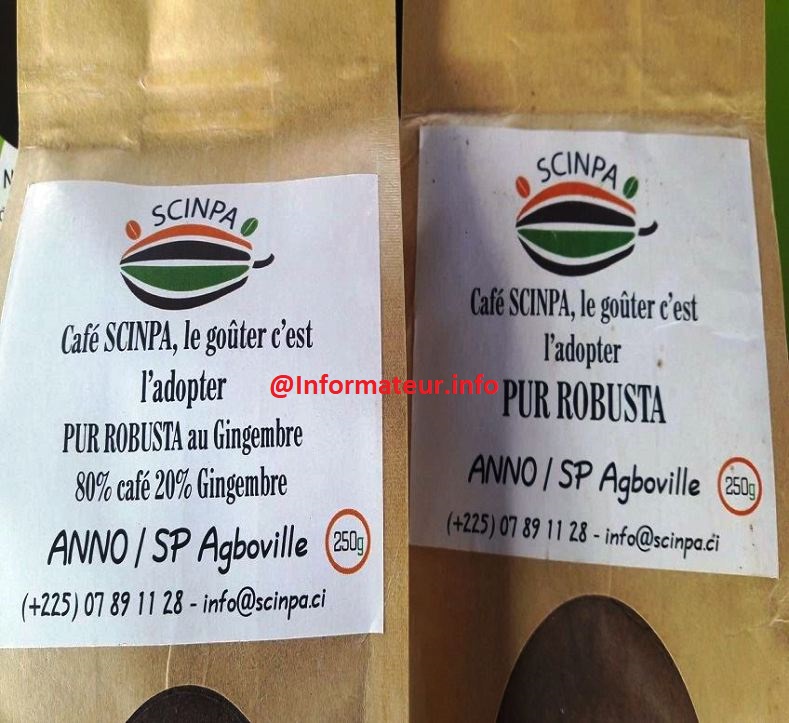 SCINPA
Café SCINPA, le goûter c'est
l'adopter
PUR ROBUSTA au Gingembre
80% café 20% Gingembre
ANNO / SP Agboville
250g
(+225) 07 89 11 28 - info@scinpa.ci
SCINPA
Café SCINPA, le goûter c'est
l'adopter
PUR ROBUSTA
ANNO / SP Agboville
250g
(+225) 07 89 11 28 - info@scinpa.ci
@Informateur.info